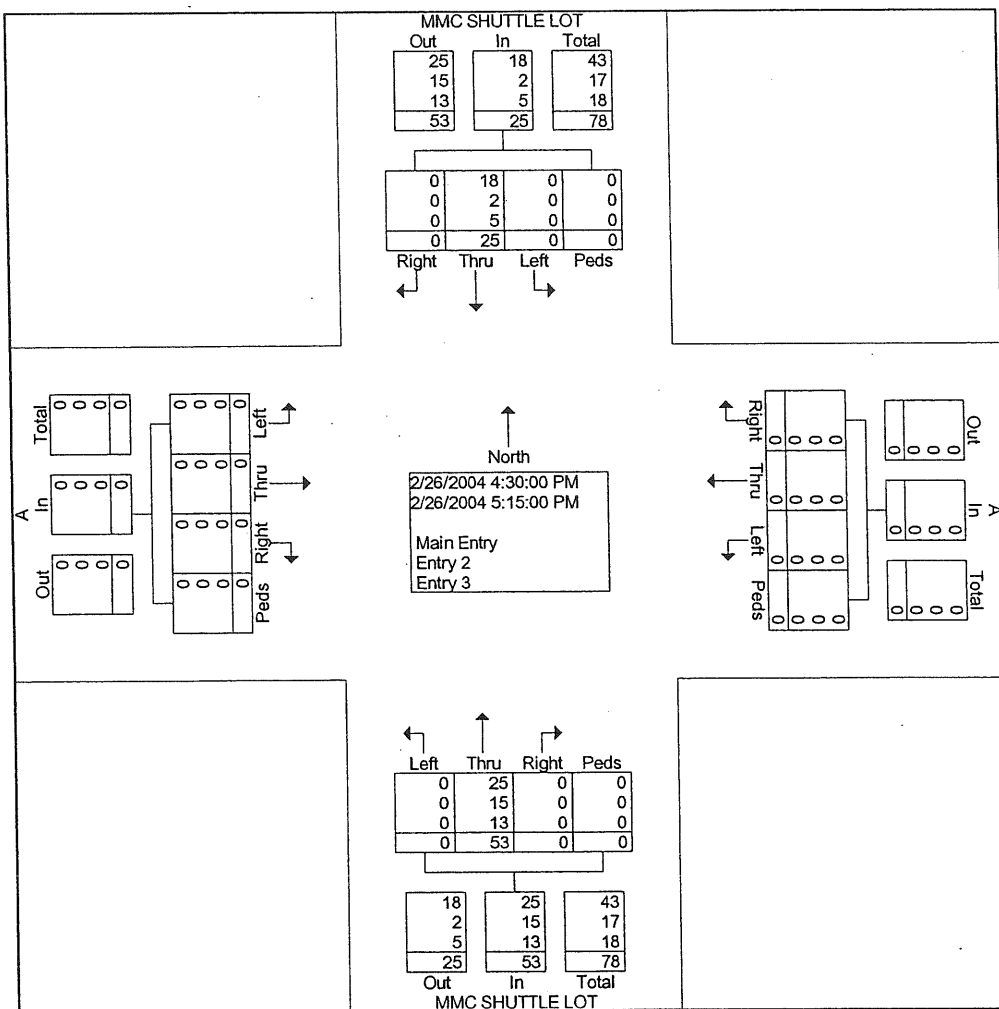 MMC SHUTTLE LOT
Out In Total
25 18 43
15 2 17
13 5 18
53 25 78
0 18 0 0
0 2 0 0
0 5 0 0
0 25 0 0
Right Thru Left Peds
A
Total
0 0 0 0
In
0 0 0 0
Out
0 0 0 0
Left
0 0 0 0
Thru
0 0 0 0
Right
0 0 0 0
Peds
0 0 0 0
North
2/26/2004 4:30:00 PM
2/26/2004 5:15:00 PM
Main Entry
Entry 2
Entry 3
Right
0 0 0 0
Thru
0 0 0 0
Left
0 0 0 0
Peds
0 0 0 0
Out
0 0 0 0
In
0 0 0 0
Total
0 0 0 0
A
Left Thru Right Peds
0 25 0 0
0 15 0 0
0 13 0 0
0 53 0 0
18 25 43
2 15 17
5 13 18
25 53 78
Out In Total
MMC SHUTTLE LOT